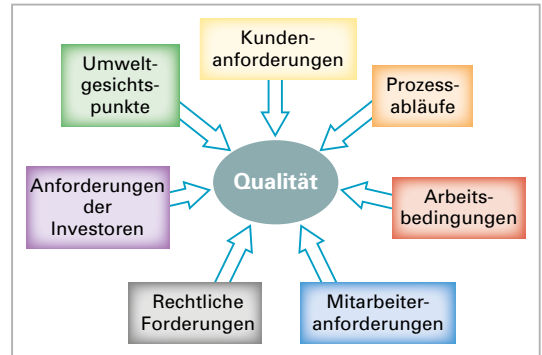 Kunden-
anforderungen
Umwelt-
gesichts-
punkte
Prozess-
abläufe
Qualität
Anforderungen
der
Investoren
Arbeits-
bedingungen
Rechtliche
Forderungen
Mitarbeiter-
anforderungen